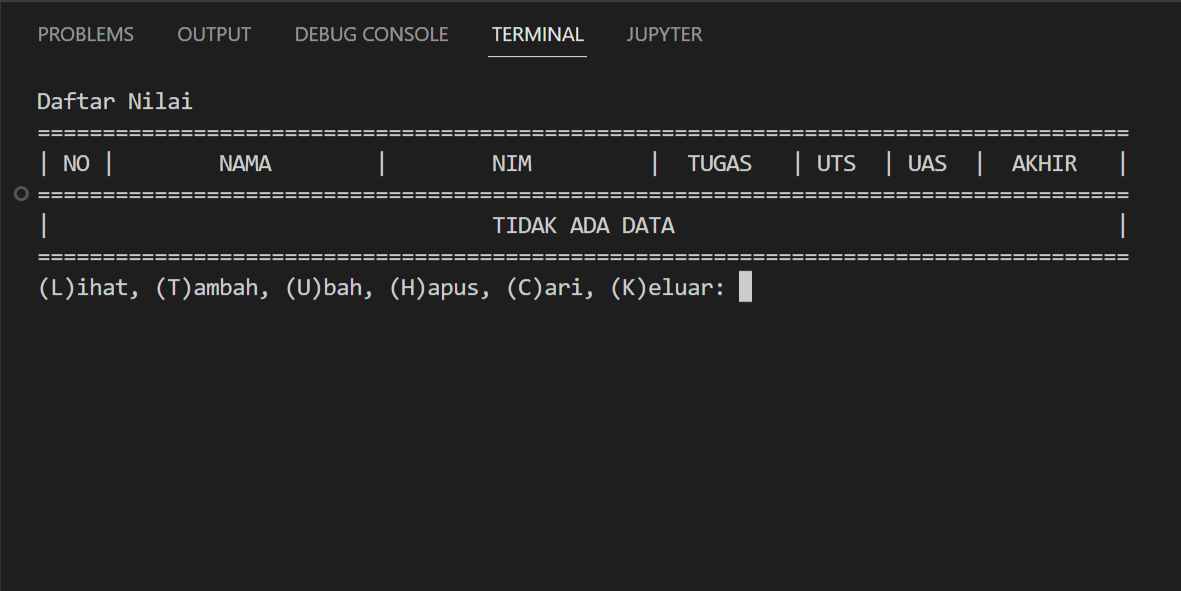 PROBLEMS OUTPUT DEBUG CONSOLE TERMINAL JUPYTER
Daftar Nilai
====================================================================================
| NO |        NAMA        |        NIM         |  TUGAS   | UTS  | UAS  |  AKHIR   |
====================================================================================
|                                  TIDAK ADA DATA                                  |
====================================================================================
(L)ihat, (T)ambah, (U)bah, (H)apus, (C)ari, (K)eluar: